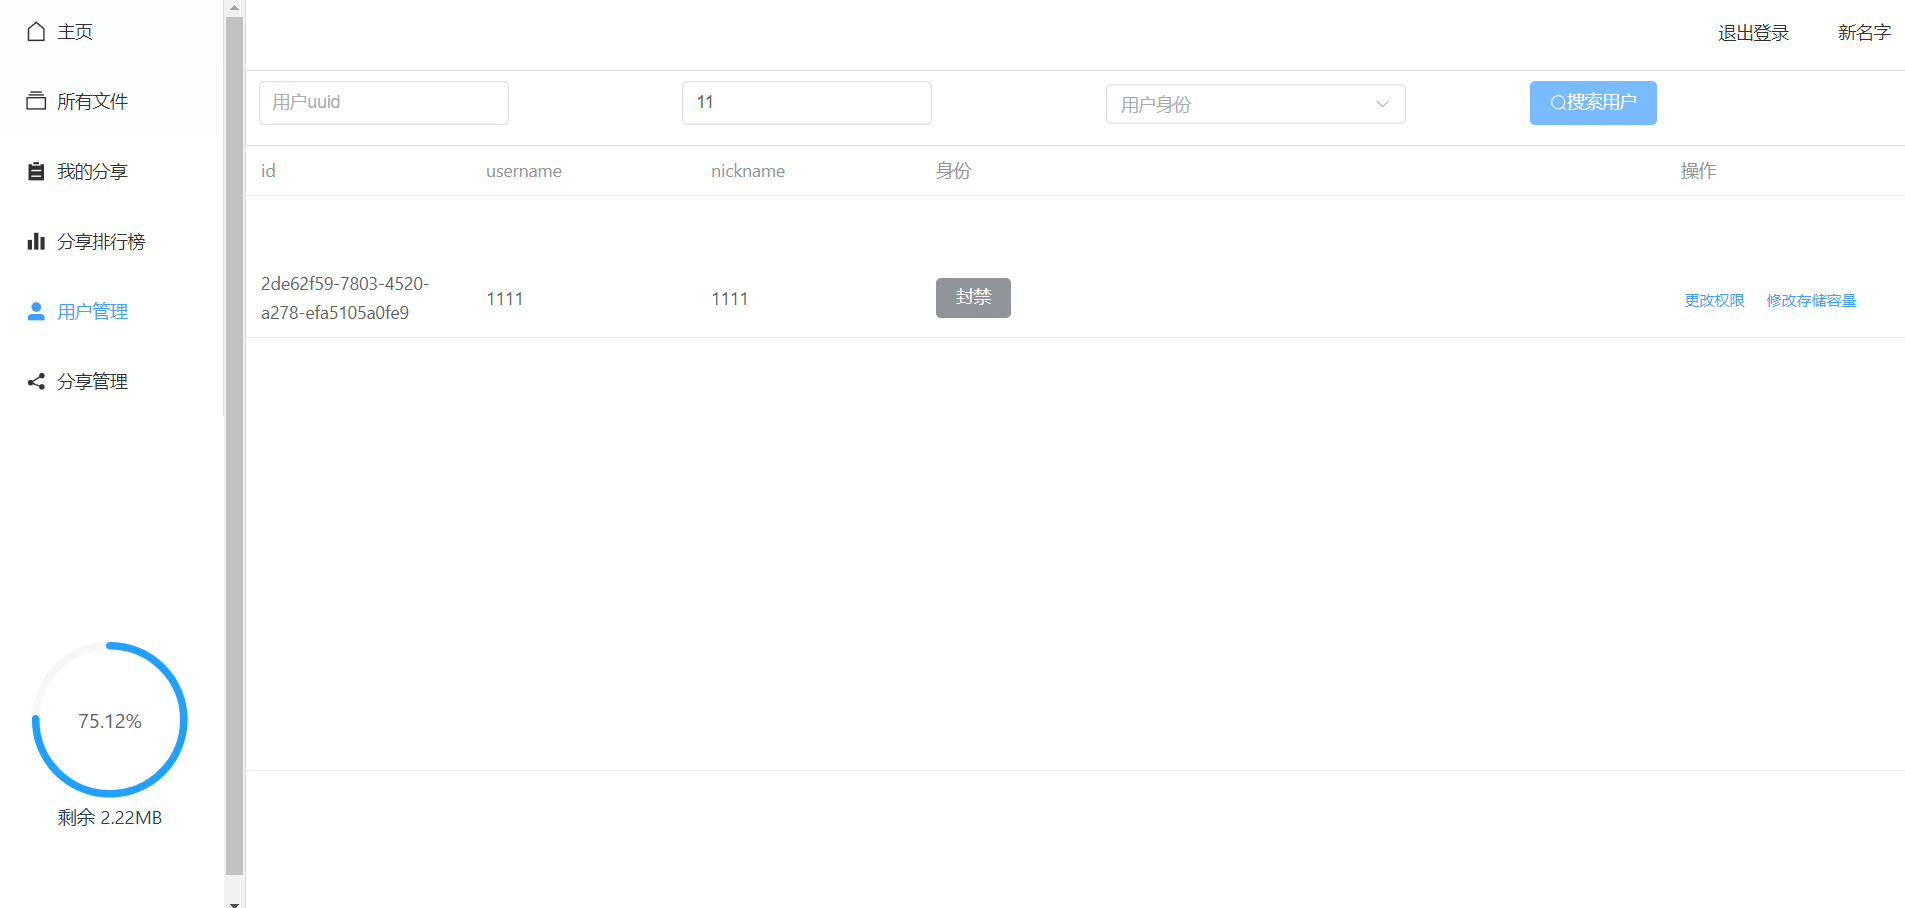 主页
所有文件
我的分享
分享排行榜
用户管理
分享管理
75.12%
剩余 2.22MB
退出登录 新名字
用户uuid 11 用户身份 搜索用户
id username nickname 身份 操作
2de62f59-7803-4520-
a278-efa5105a0fe9 1111 1111 封禁 更改权限 修改存储容量